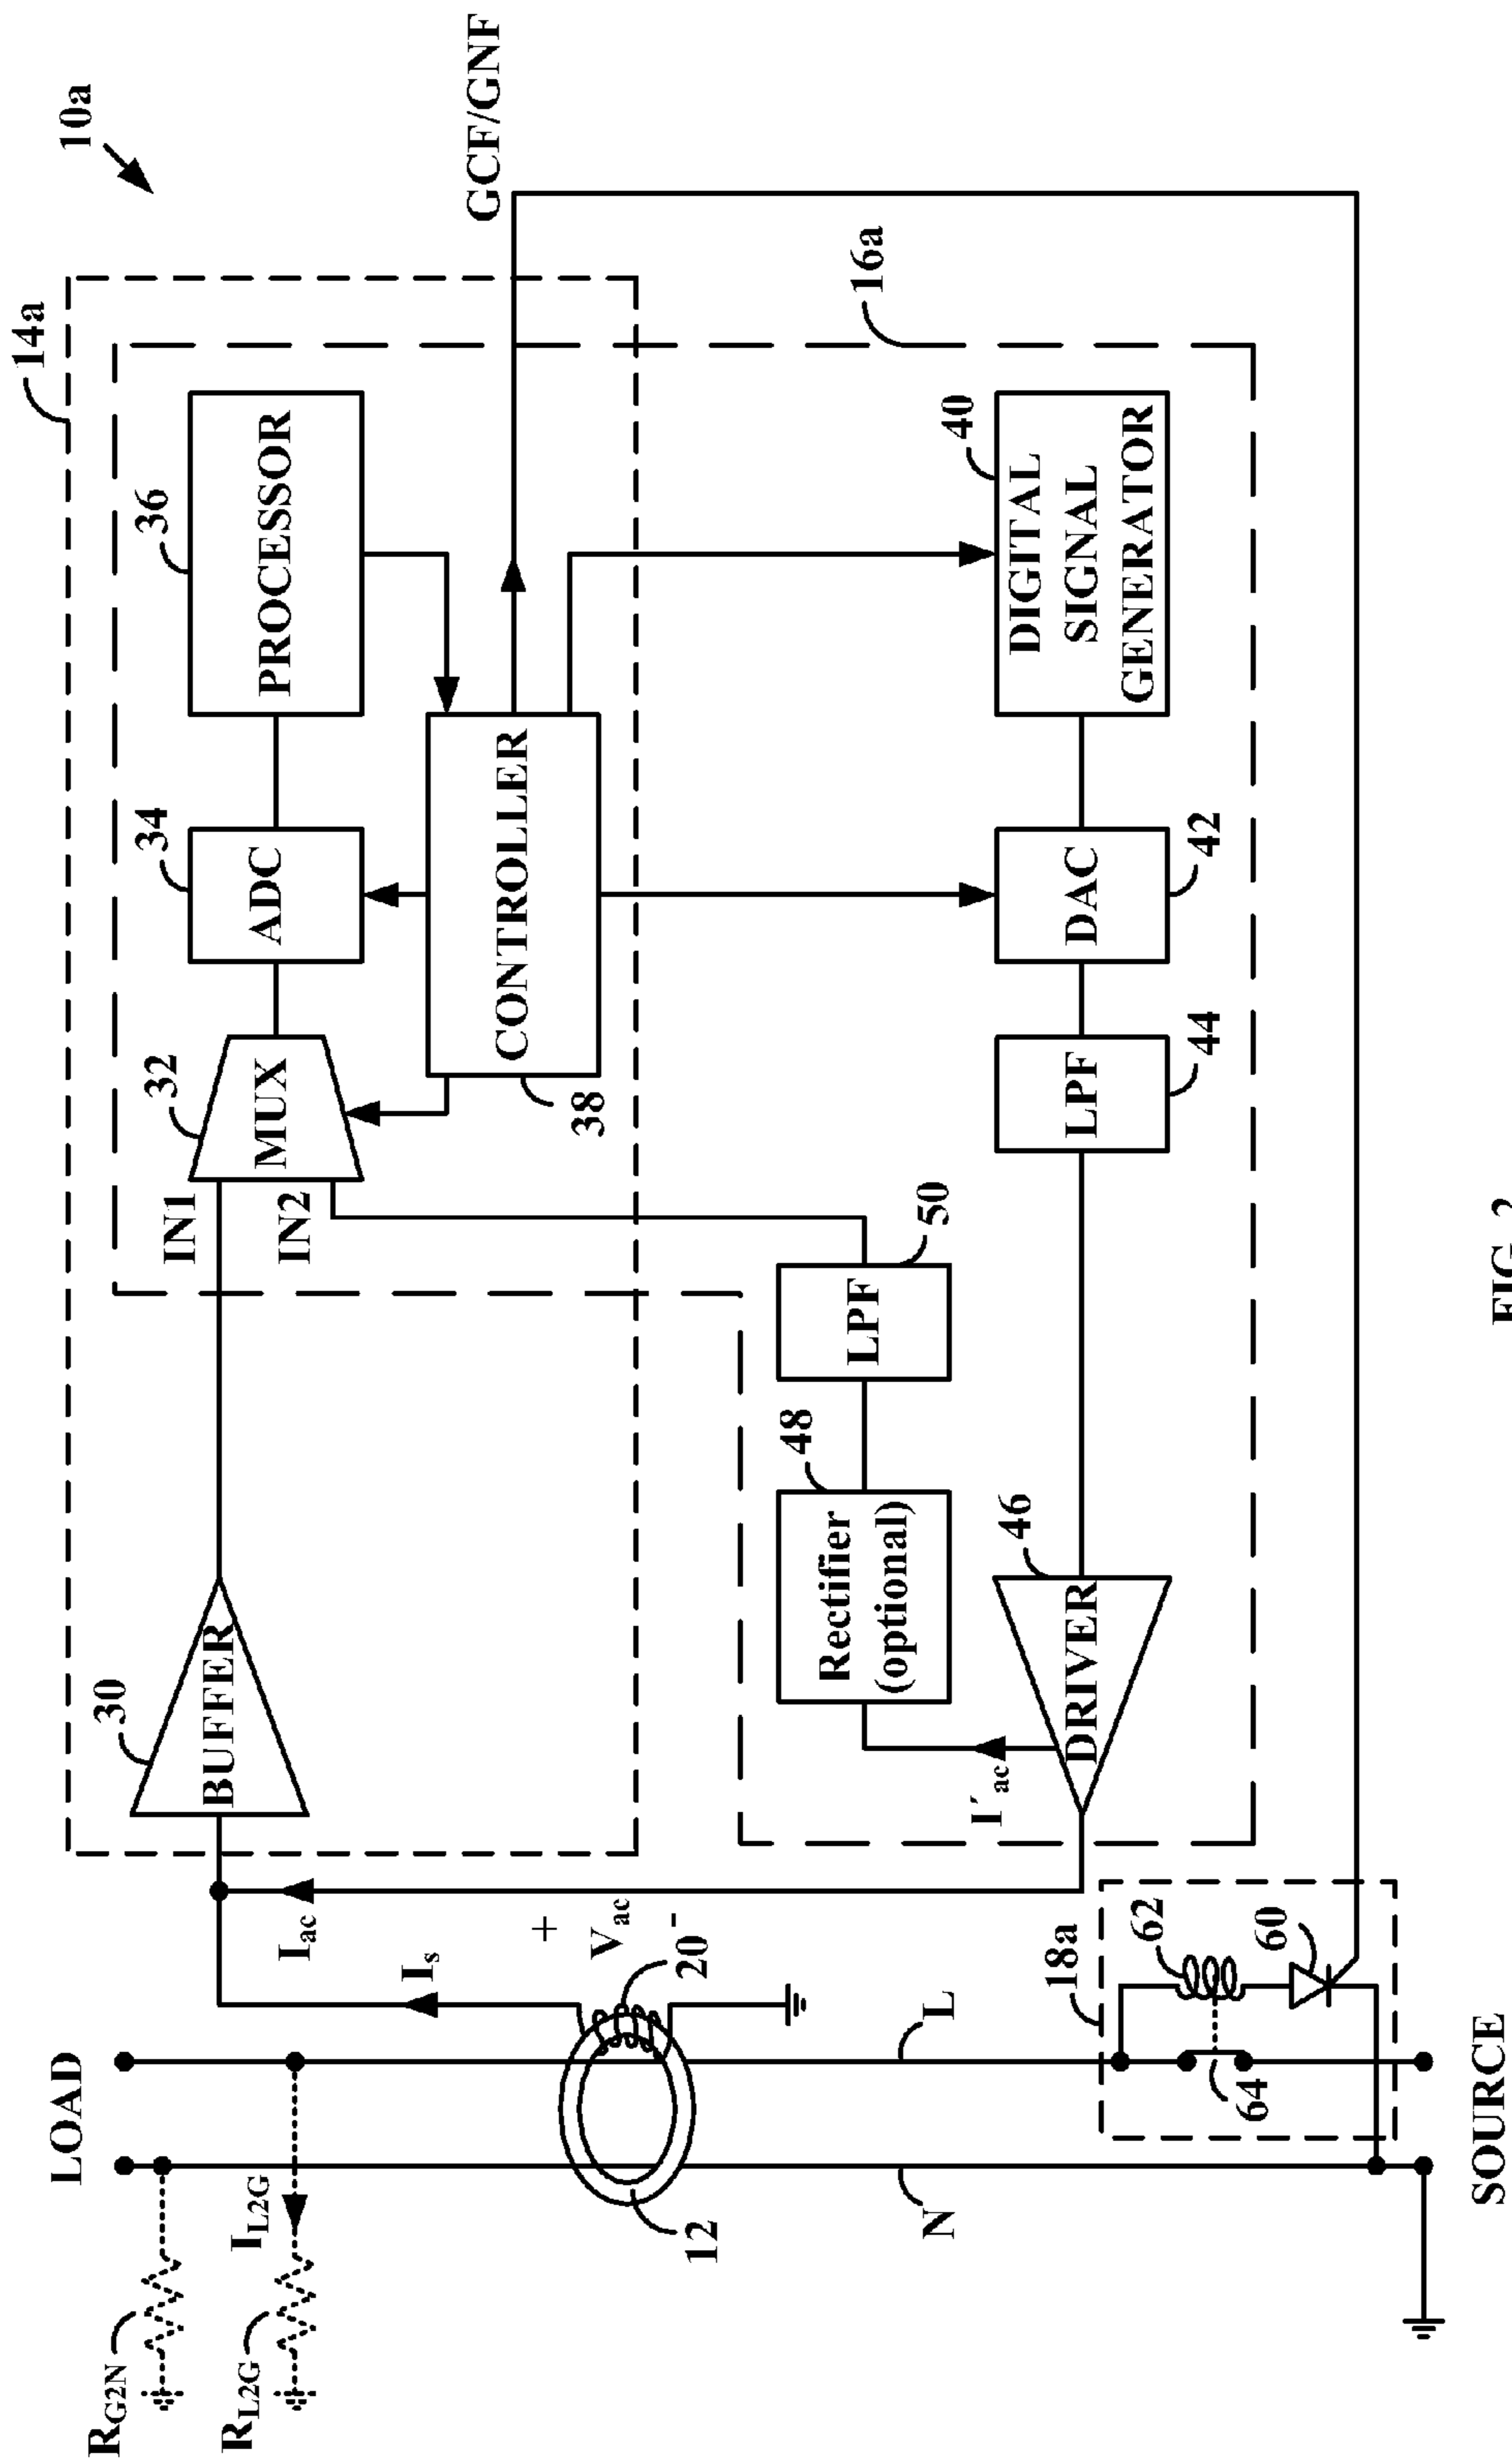 10a
14a
GCF/GNF
16a
36
PROCESSOR
34
ADC
32
MUX
IN1
IN2
CONTROLLER
38
40
DIGITAL
SIGNAL
GENERATOR
DAC
42
LPF
44
LPF
50
Rectifier
(optional)
48
DRIVER
46
I´ac
BUFFER
30
Iac
Is
+
Vac
-
20
12
LOAD
L
N
IL2G
RG2N
RL2G
18a
62
60
64
SOURCE
FIG. 2